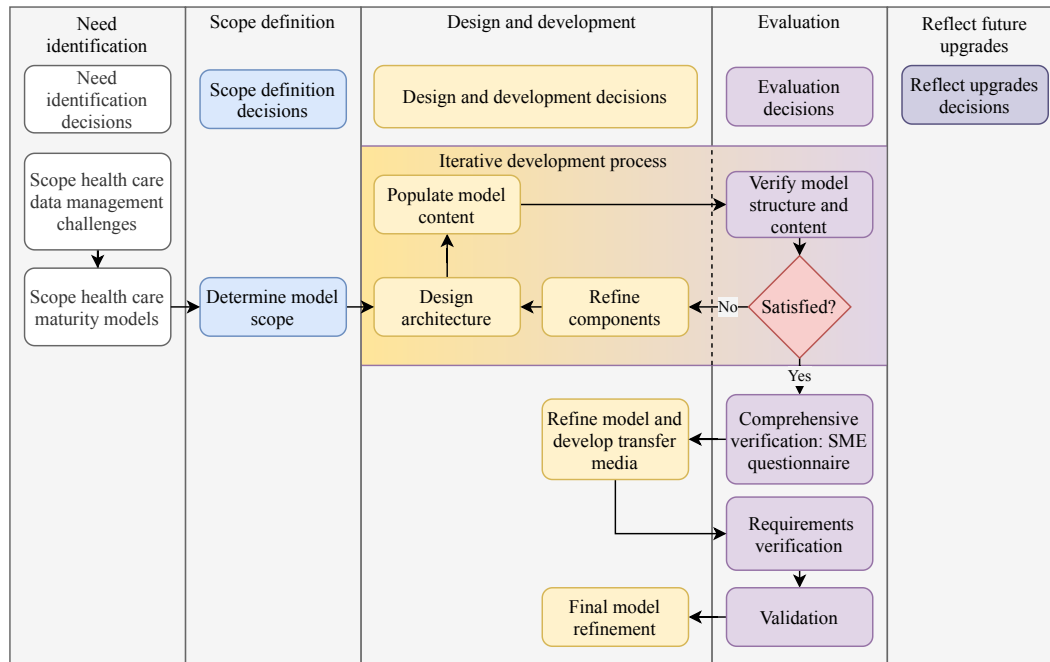 Need
identification
Scope definition
Design and development
Evaluation
Reflect future
upgrades
Need
identification
decisions
Scope definition
decisions
Design and development decisions
Evaluation
decisions
Reflect upgrades
decisions
Iterative development process
Scope health care
data management
challenges
Populate model
content
Verify model
structure and
content
Scope health care
maturity models
Determine model
scope
Design
architecture
Refine
components
No
Satisfied?
Yes
Refine model and
develop transfer
media
Comprehensive
verification: SME
questionnaire
Requirements
verification
Final model
refinement
Validation